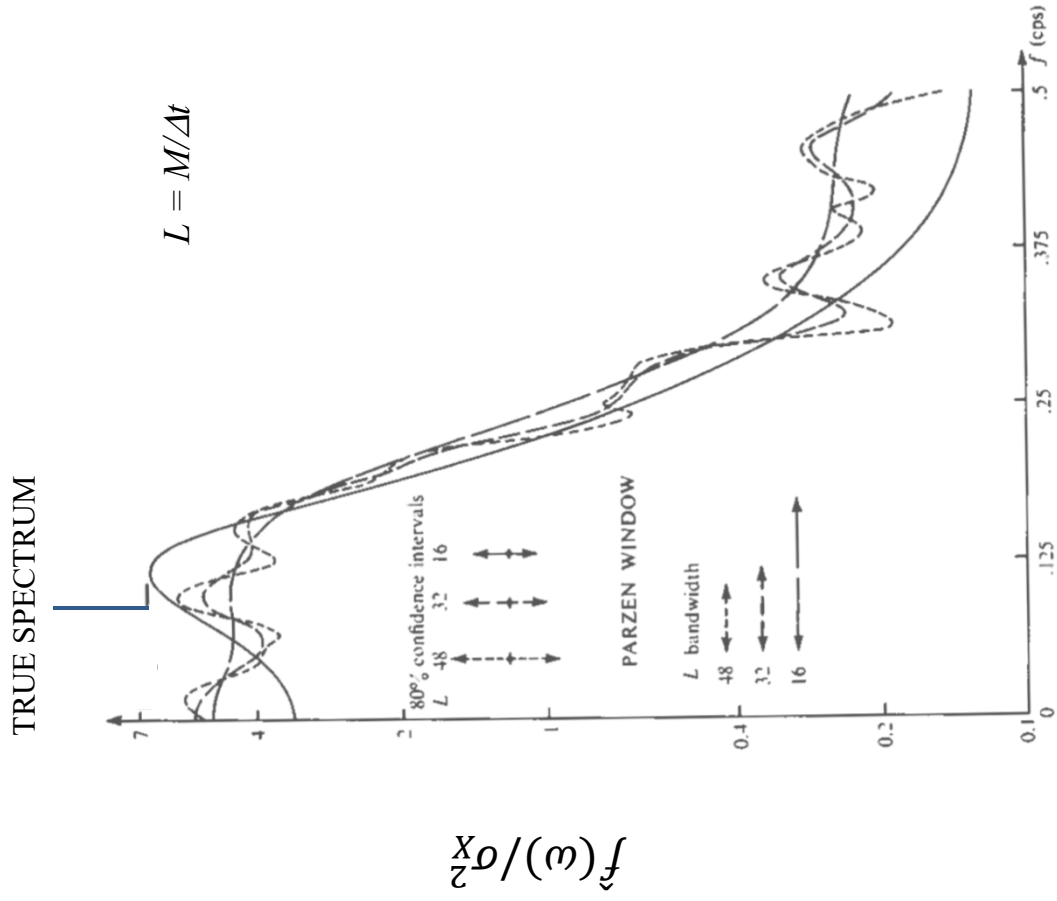 TRUE SPECTRUM
L = M/Δt
f̂(ω)/σ²_X
7
4
2
1
0.4
0.2
0.1
80% confidence intervals
L 48 32 16
PARZEN WINDOW
L bandwidth
48
32
16
0 .125 .25 .375 .5 f (cps)